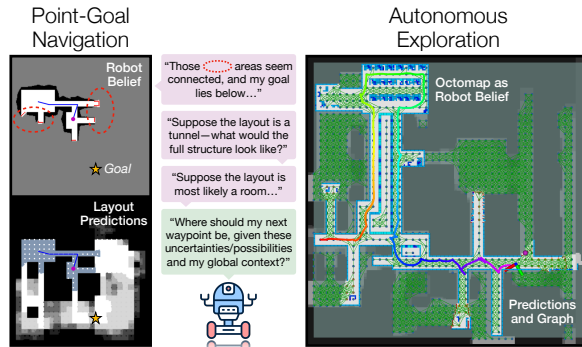 Point-Goal
Navigation
Autonomous
Exploration
Robot
Belief
Goal
Layout
Predictions
“Those areas seem
connected, and my goal
lies below…”
“Suppose the layout is a
tunnel—what would the
full structure look like?”
“Suppose the layout is
most likely a room…”
“Where should my next
waypoint be, given these
uncertainties/possibilities
and my global context?”
Octomap as
Robot Belief
Predictions
and Graph